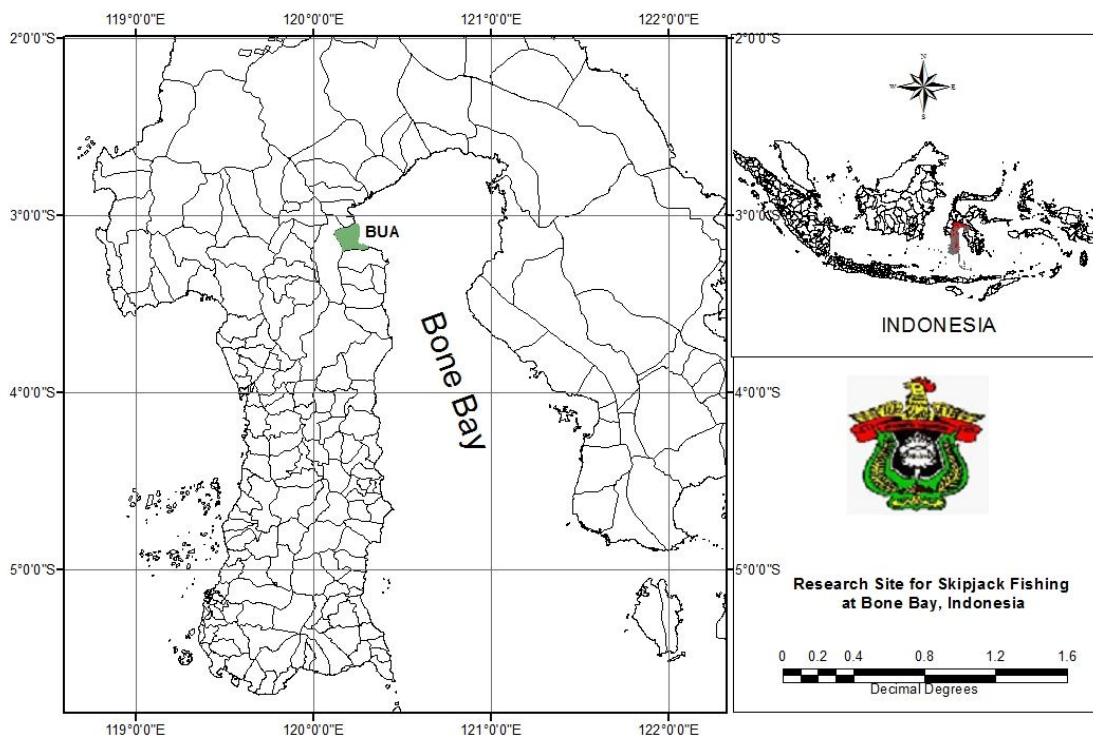 119°0'0"E 120°0'0"E 121°0'0"E 122°0'0"E
2°0'0"S 2°0'0"S
N
W E
S
3°0'0"S 3°0'0"S
BUA
Bone Bay
INDONESIA
4°0'0"S 4°0'0"S
5°0'0"S 5°0'0"S
Research Site for Skipjack Fishing
at Bone Bay, Indonesia
0 0.2 0.4 0.8 1.2 1.6
Decimal Degrees
119°0'0"E 120°0'0"E 121°0'0"E 122°0'0"E